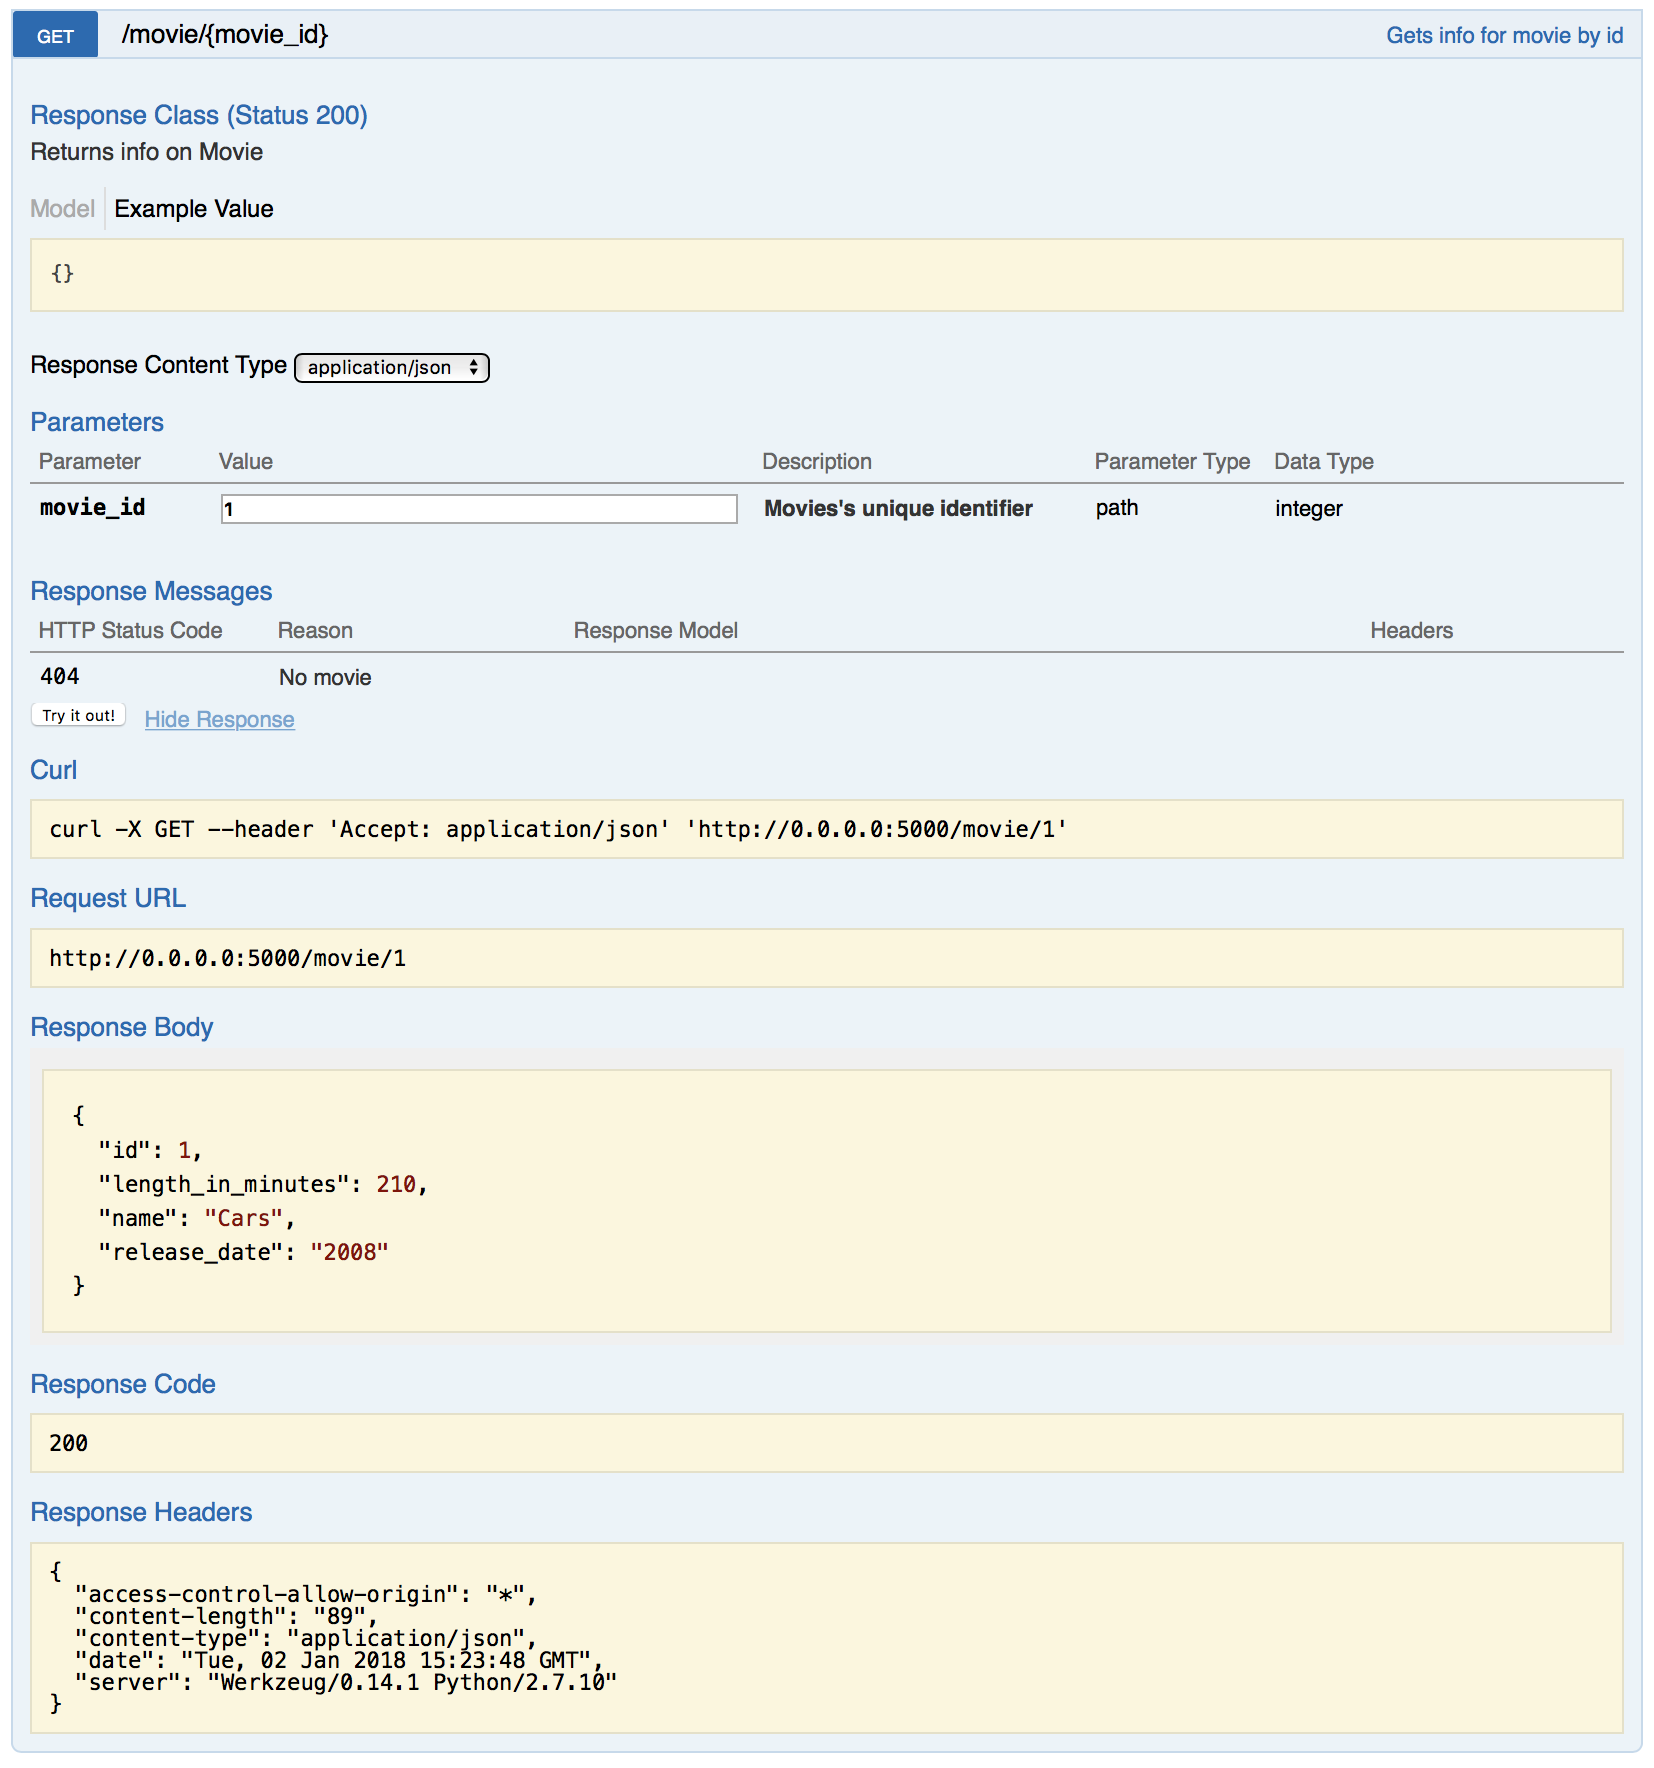 GET /movie/{movie_id} Gets info for movie by id
Response Class (Status 200)
Returns info on Movie
Model Example Value
{}
Response Content Type application/json
Parameters
Parameter Value Description Parameter Type Data Type
movie_id 1 Movies's unique identifier path integer
Response Messages
HTTP Status Code Reason Response Model Headers
404 No movie
Try it out! Hide Response
Curl
curl -X GET --header 'Accept: application/json' 'http://0.0.0.0:5000/movie/1'
Request URL
http://0.0.0.0:5000/movie/1
Response Body
{
  "id": 1,
  "length_in_minutes": 210,
  "name": "Cars",
  "release_date": "2008"
}
Response Code
200
Response Headers
{
  "access-control-allow-origin": "*",
  "content-length": "89",
  "content-type": "application/json",
  "date": "Tue, 02 Jan 2018 15:23:48 GMT",
  "server": "Werkzeug/0.14.1 Python/2.7.10"
}